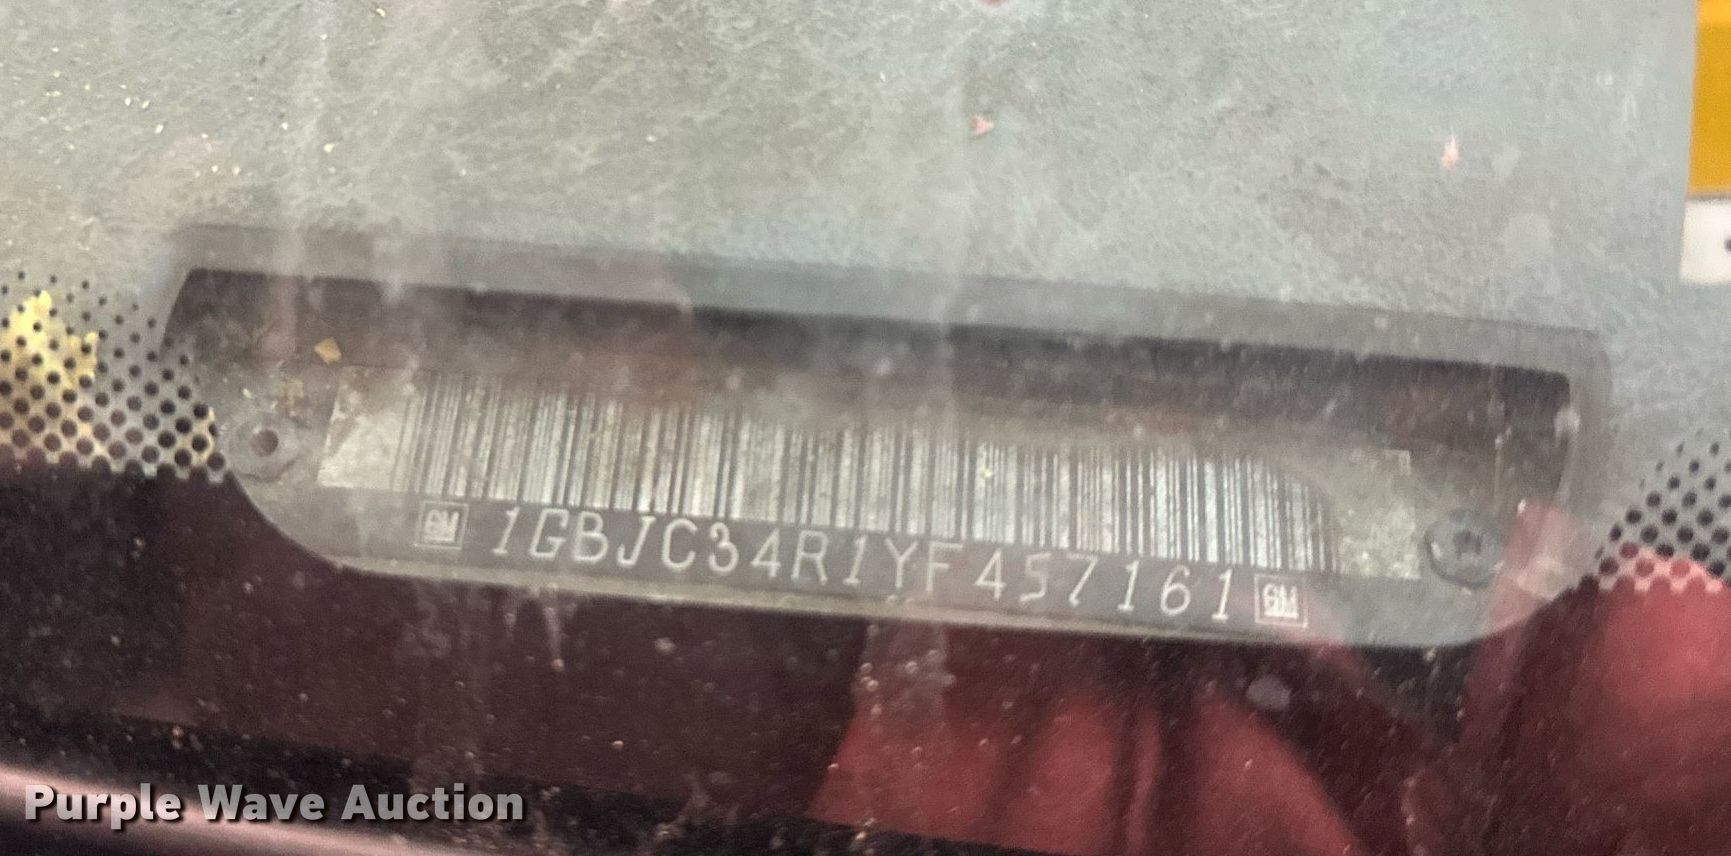 GM 1GBJC34R1YF457161 GM
Purple Wave Auction